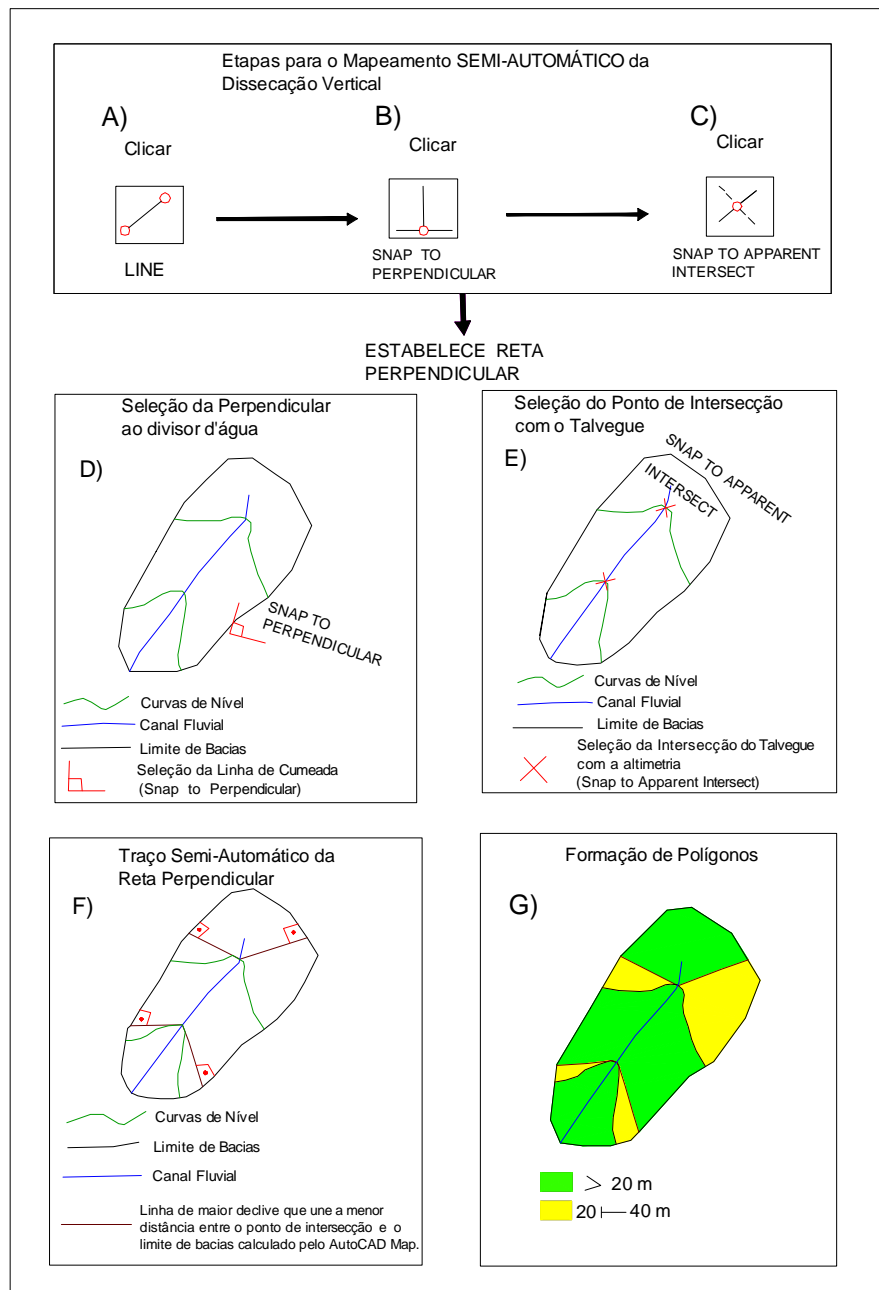 Etapas para o Mapeamento SEMI-AUTOMÁTICO da
Dissecação Vertical
A)
Clicar
LINE
B)
Clicar
SNAP TO
PERPENDICULAR
C)
Clicar
SNAP TO APPARENT
INTERSECT
ESTABELECE RETA
PERPENDICULAR
Seleção da Perpendicular
ao divisor d'água
D)
SNAP TO
PERPENDICULAR
Curvas de Nível
Canal Fluvial
Limite de Bacias
Seleção da Linha de Cumeada
(Snap to Perpendicular)
Seleção do Ponto de Intersecção
com o Talvegue
E)
SNAP TO APPARENT
INTERSECT
Curvas de Nível
Canal Fluvial
Limite de Bacias
Seleção da Intersecção do Talvegue
com a altimetria
(Snap to Apparent Intersect)
Traço Semi-Automático da
Reta Perpendicular
F)
Curvas de Nível
Limite de Bacias
Canal Fluvial
Linha de maior declive que une a menor
distância entre o ponto de intersecção e o
limite de bacias calculado pelo AutoCAD Map.
Formação de Polígonos
G)
> 20 m
20 ⊢ 40 m